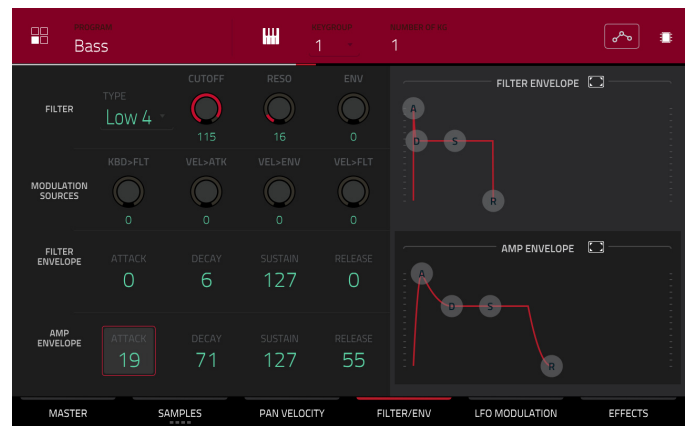 PROGRAM KEYGROUP NUMBER OF KG
Bass 1 1
CUTOFF RESO ENV
FILTER TYPE Low 4
115 16 0
FILTER ENVELOPE
A
D S
R
KBD>FLT VEL>ATK VEL>ENV VEL>FLT
MODULATION
SOURCES
0 0 0 0
FILTER
ENVELOPE
ATTACK DECAY SUSTAIN RELEASE
0 6 127 0
AMP ENVELOPE
A
D S
R
AMP
ENVELOPE
ATTACK DECAY SUSTAIN RELEASE
19 71 127 55
MASTER SAMPLES PAN VELOCITY FILTER/ENV LFO MODULATION EFFECTS